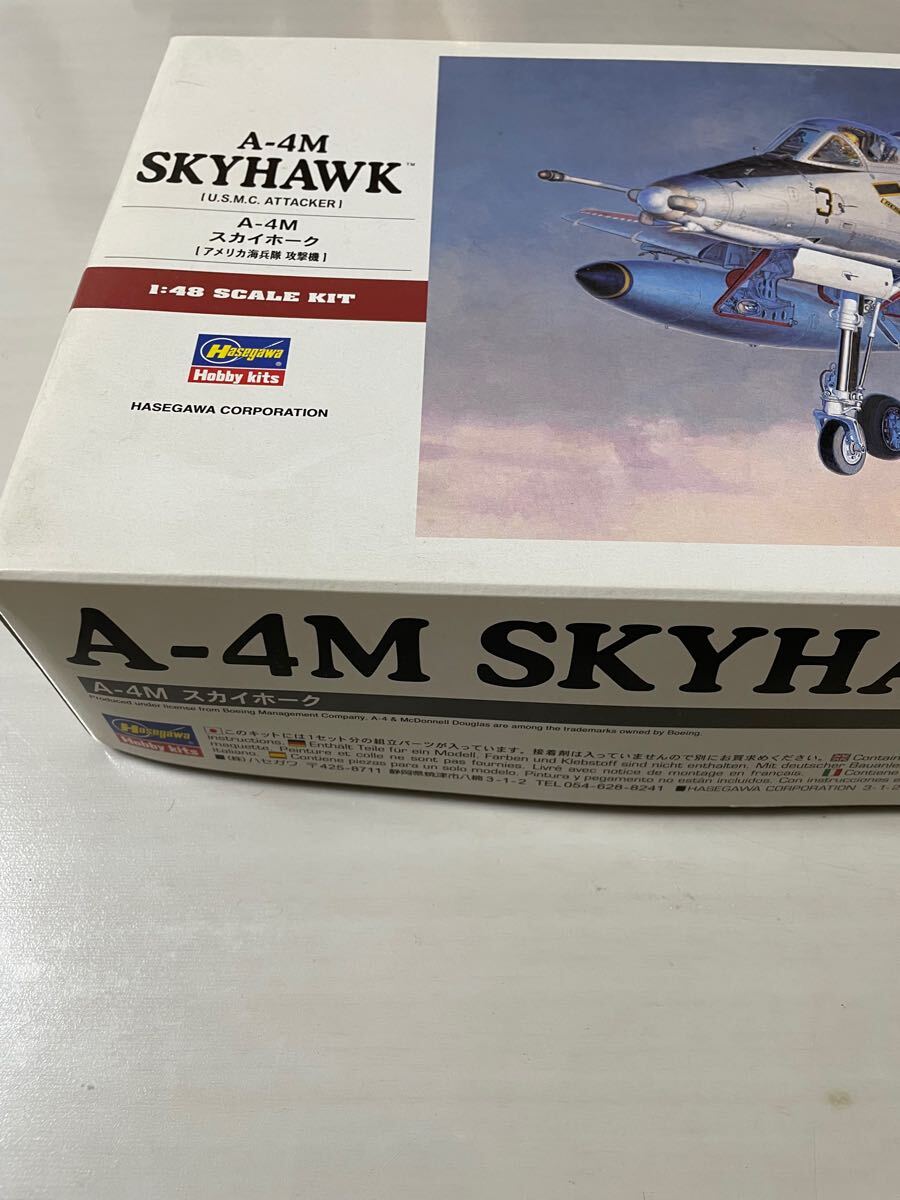 A-4M
SKYHAWK™
[U.S.M.C. ATTACKER]
A-4M
スカイホーク
[アメリカ海兵隊 攻撃機]
1:48 SCALE KIT
Hasegawa®
Hobby kits
HASEGAWA CORPORATION
3
A-4M SKYHA
A-4M スカイホーク
Produced under license from Boeing Management Company. A-4 & McDonnell Douglas are among the trademarks owned by Boeing.
Hasegawa
Hobby kits
このキットには1セット分の組立パーツが入っています。接着剤は入っていませんので別にお買求めください。 Contain
instructions. Enthält Teile für ein Modell. Farben und Klebstoff sind nicht enthalten. Mit deutscher Bauanle
maquette. Peinture et colle ne sont pas fournies. Livré avec notice de montage en français. Contiene
italiano. Contiene piezas para un solo modelo. Pintura y pegamento no están incluidos. Con instrucciones e
■(株)ハセガワ 〒425-8711 静岡県焼津市八楠3-1-2 TEL054-628-8241 ■HASEGAWA CORPORATION 3-1-2